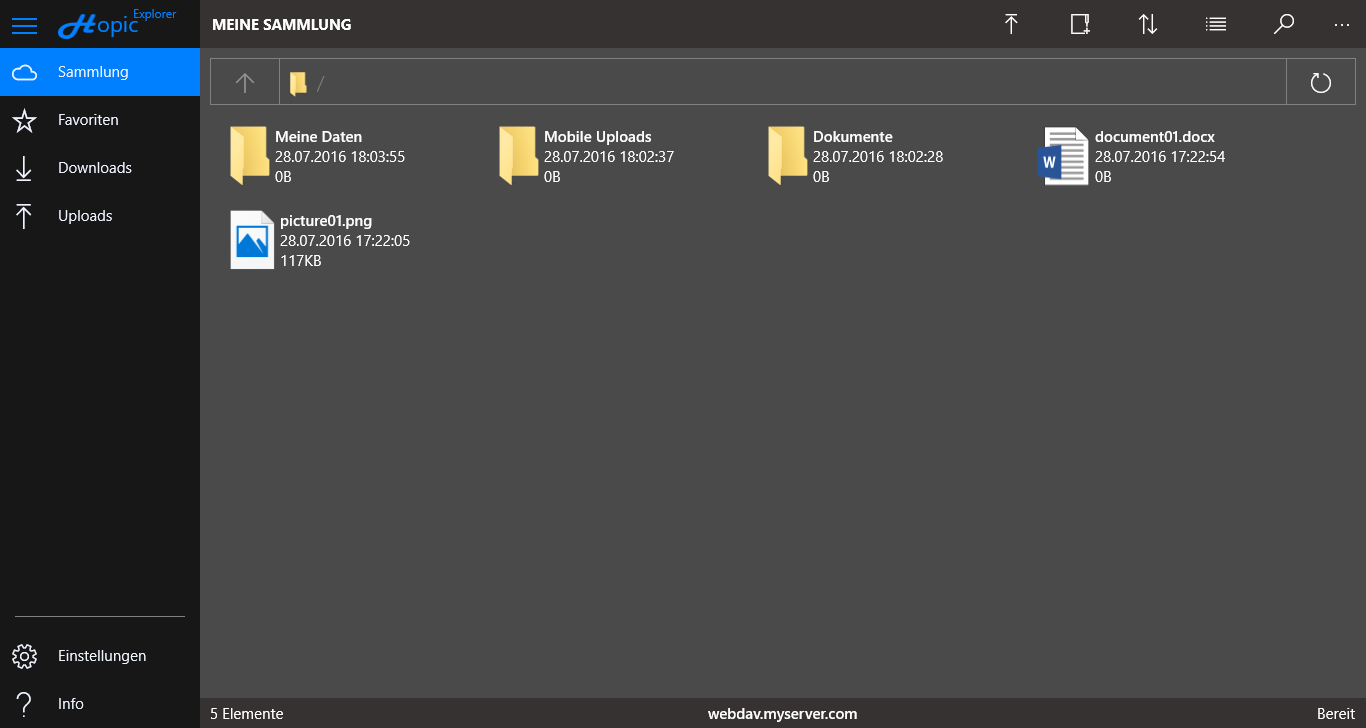 Hopic Explorer
MEINE SAMMLUNG
...
Sammlung
Favoriten
Downloads
Uploads
/
Meine Daten
28.07.2016 18:03:55
0B
Mobile Uploads
28.07.2016 18:02:37
0B
Dokumente
28.07.2016 18:02:28
0B
W
document01.docx
28.07.2016 17:22:54
0B
picture01.png
28.07.2016 17:22:05
117KB
Einstellungen
Info
5 Elemente
webdav.myserver.com
Bereit